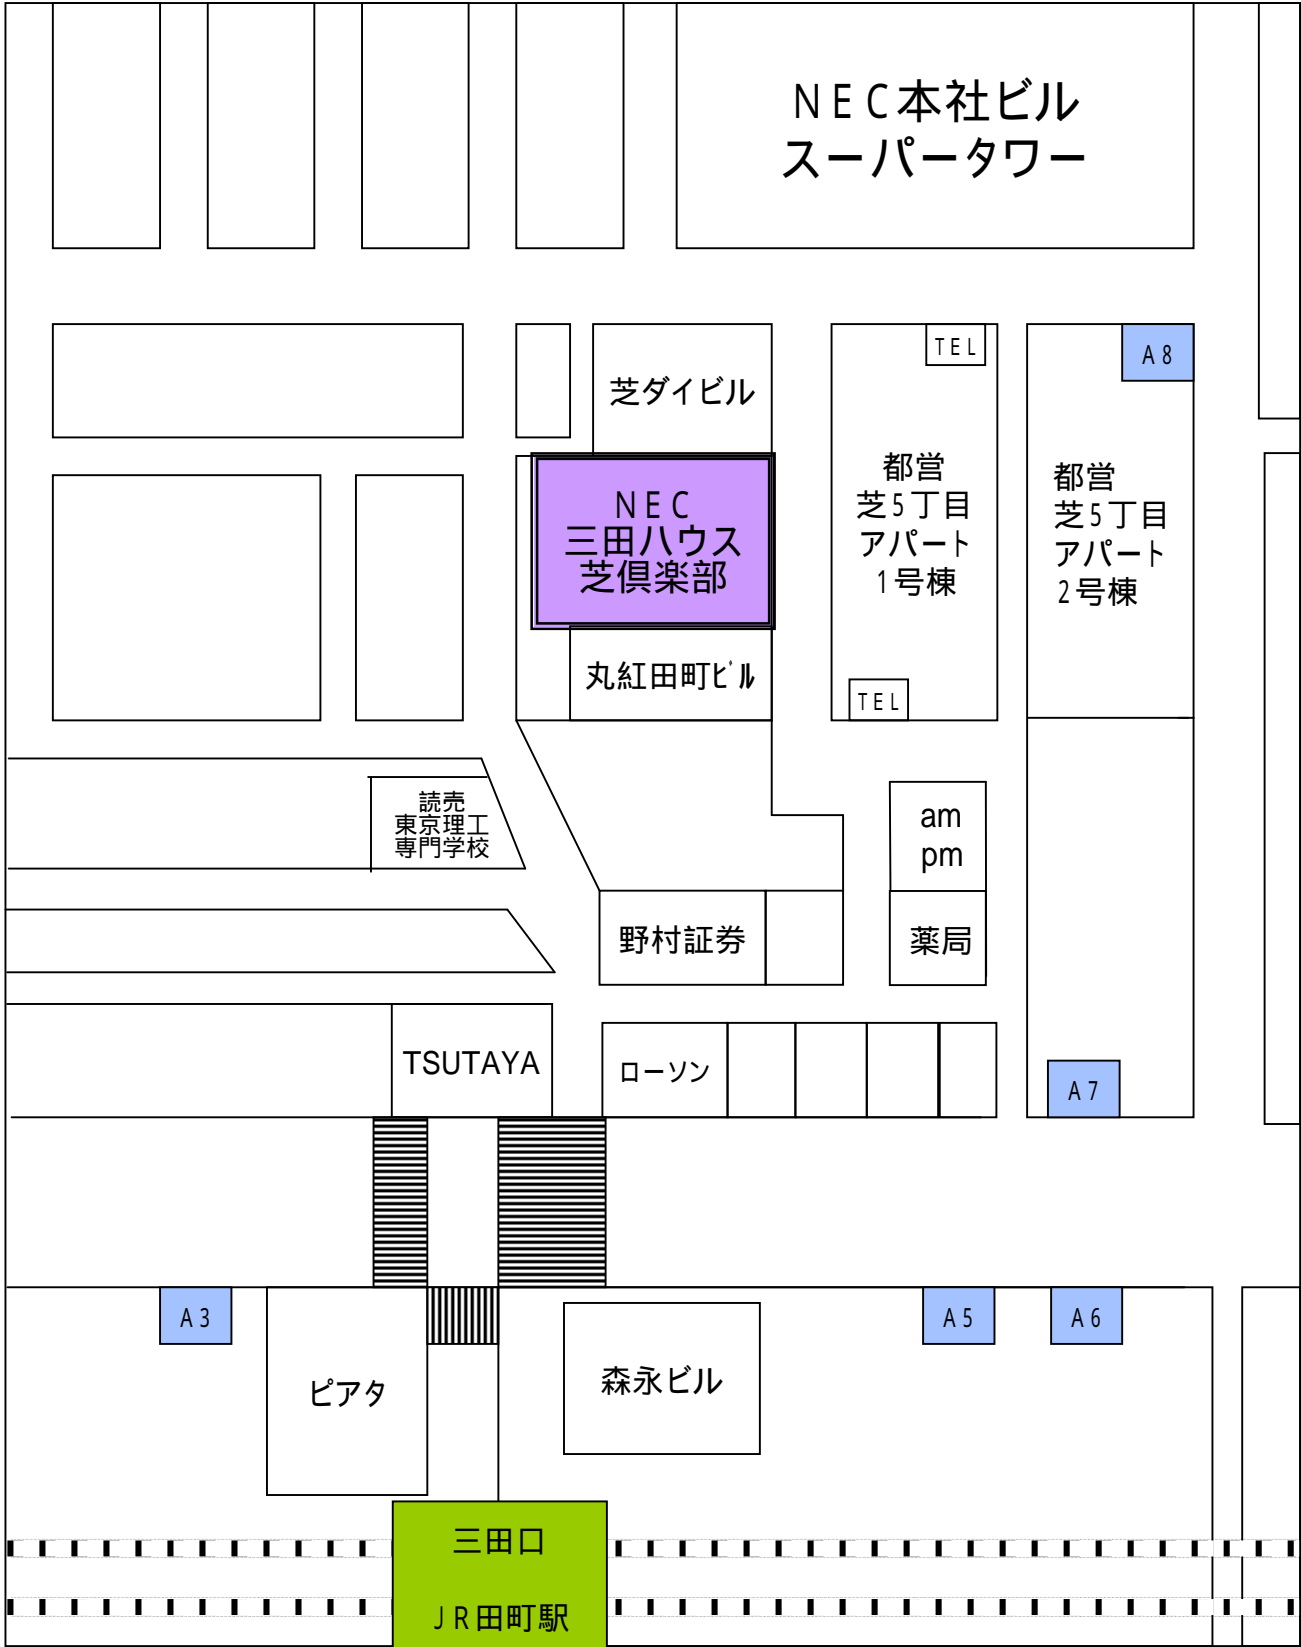 NEC本社ビル
スーパータワー
TEL
A8
芝ダイビル
都営
芝5丁目
アパート
1号棟
都営
芝5丁目
アパート
2号棟
NEC
三田ハウス
芝倶楽部
丸紅田町ﾋﾞﾙ
TEL
読売
東京理工
専門学校
am
pm
野村証券
薬局
TSUTAYA
ローソン
A7
A3
A5
A6
ピアタ
森永ビル
三田口
JR田町駅